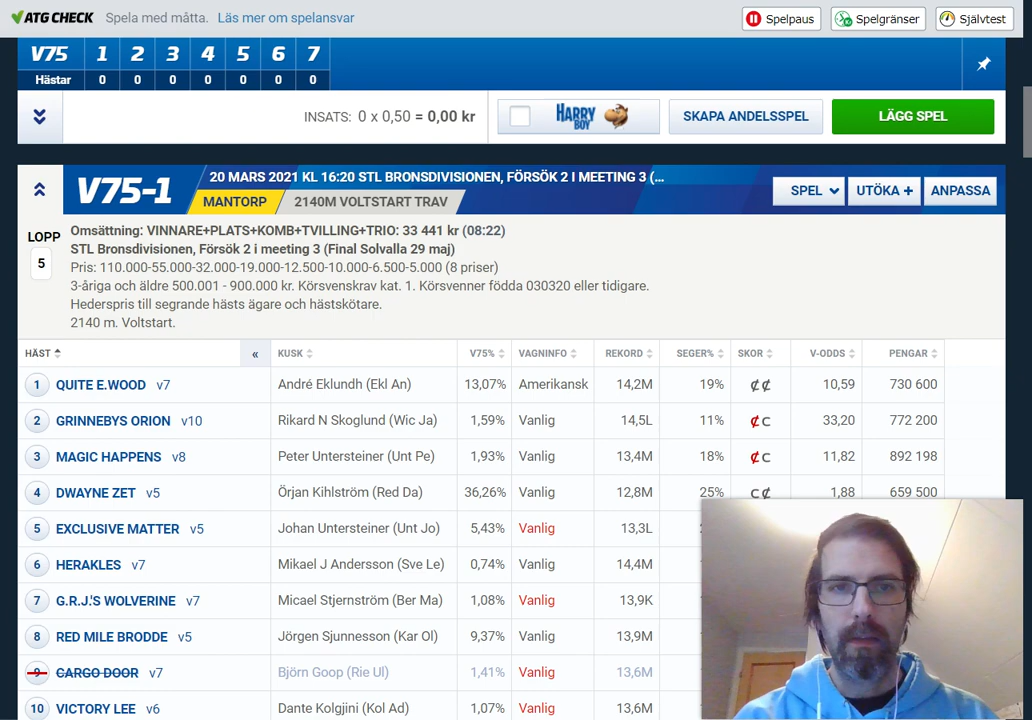 ATG CHECK Spela med måtta. Läs mer om spelansvar Spelpaus Spelgränser Självtest
V75 1 2 3 4 5 6 7
Hästar 0 0 0 0 0 0 0
INSATS: 0 x 0,50 = 0,00 kr HARRY BOY SKAPA ANDELSSPEL LÄGG SPEL
V75-1 20 MARS 2021 KL 16:20 STL BRONSDIVISIONEN, FÖRSÖK 2 I MEETING 3 (...
MANTORP 2140M VOLTSTART TRAV SPEL UTÖKA + ANPASSA
LOPP 5
Omsättning: VINNARE+PLATS+KOMB+TVILLING+TRIO: 33 441 kr (08:22)
STL Bronsdivisionen, Försök 2 i meeting 3 (Final Solvalla 29 maj)
Pris: 110.000-55.000-32.000-19.000-12.500-10.000-6.500-5.000 (8 priser)
3-åriga och äldre 500.001 - 900.000 kr. Körsvenskrav kat. 1. Körsvenner födda 030320 eller tidigare.
Hederspris till segrande hästs ägare och hästskötare.
2140 m. Voltstart.
HÄST « KUSK V75% VAGNINFO REKORD SEGER% SKOR V-ODDS PENGAR
1 QUITE E.WOOD v7 André Eklundh (Ekl An) 13,07% Amerikansk 14,2M 19% ₵ ₵ 10,59 730 600
2 GRINNEBYS ORION v10 Rikard N Skoglund (Wic Ja) 1,59% Vanlig 14,5L 11% ₵ C 33,20 772 200
3 MAGIC HAPPENS v8 Peter Untersteiner (Unt Pe) 1,93% Vanlig 13,4M 18% ₵ C 11,82 892 198
4 DWAYNE ZET v5 Örjan Kihlström (Red Da) 36,26% Vanlig 12,8M 25% C ₵ 1,88 659 500
5 EXCLUSIVE MATTER v5 Johan Untersteiner (Unt Jo) 5,43% Vanlig 13,3L
6 HERAKLES v7 Mikael J Andersson (Sve Le) 0,74% Vanlig 14,4M
7 G.R.J.'S WOLVERINE v7 Micael Stjernström (Ber Ma) 1,08% Vanlig 13,9K
8 RED MILE BRODDE v5 Jörgen Sjunnesson (Kar Ol) 9,37% Vanlig 13,9M
9 CARGO DOOR v7 Björn Goop (Rie Ul) 1,41% Vanlig 13,6M
10 VICTORY LEE v6 Dante Kolgjini (Kol Ad) 1,07% Vanlig 13,6M